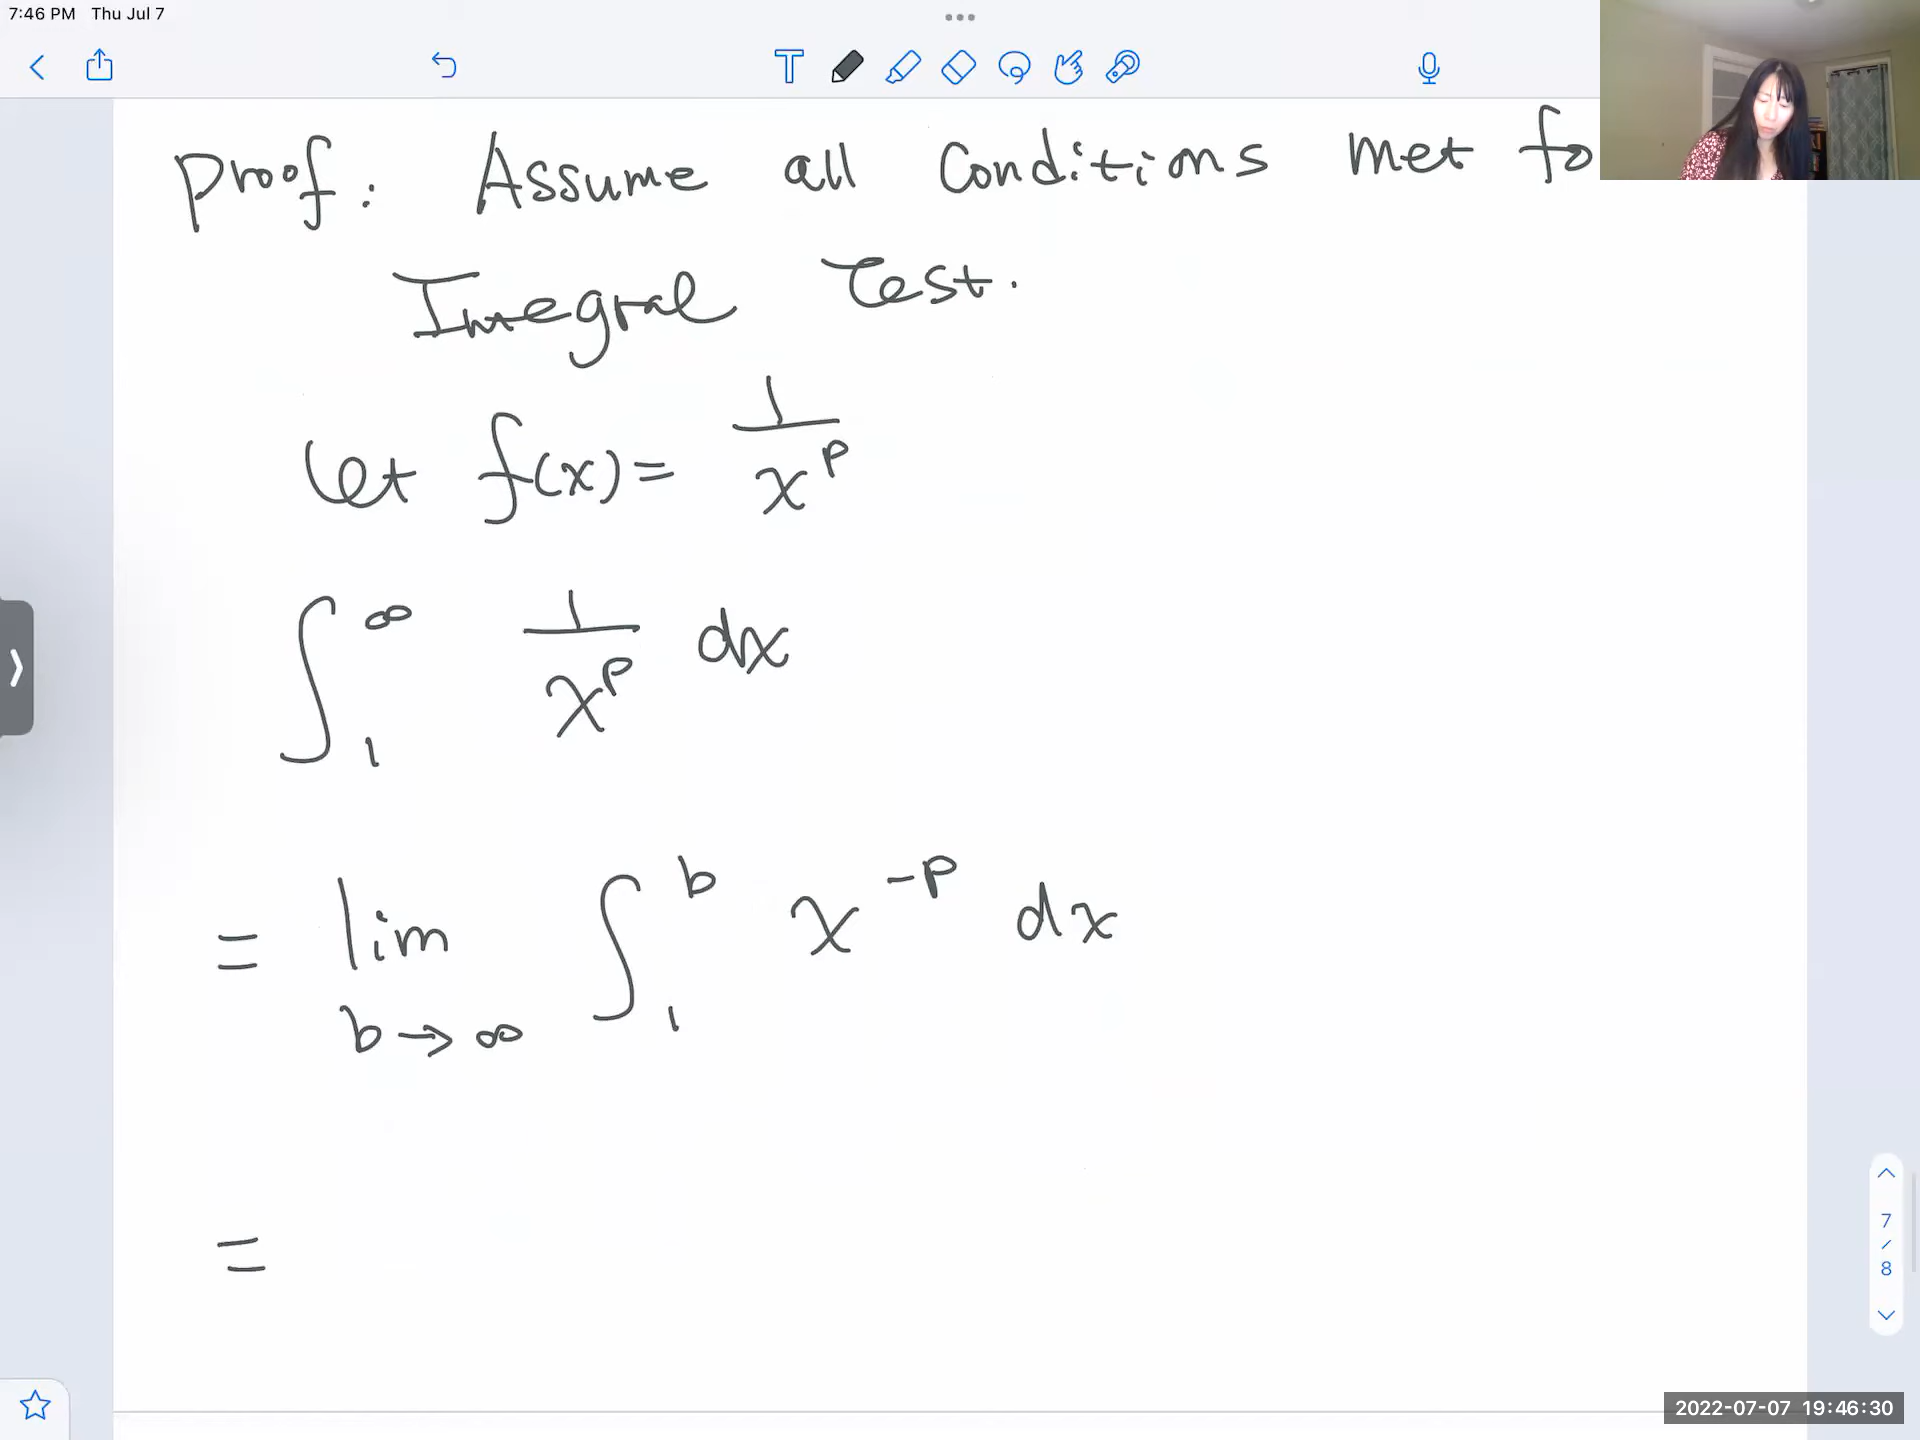 7:46 PM Thu Jul 7
T
Proof: Assume all Conditions met fo
Integral Test.
Let f(x) = 1/x^p
∫_1^∞ 1/x^p dx
= lim_{b→∞} ∫_1^b x^{-p} dx
=
7
/
8
2022-07-07 19:46:30